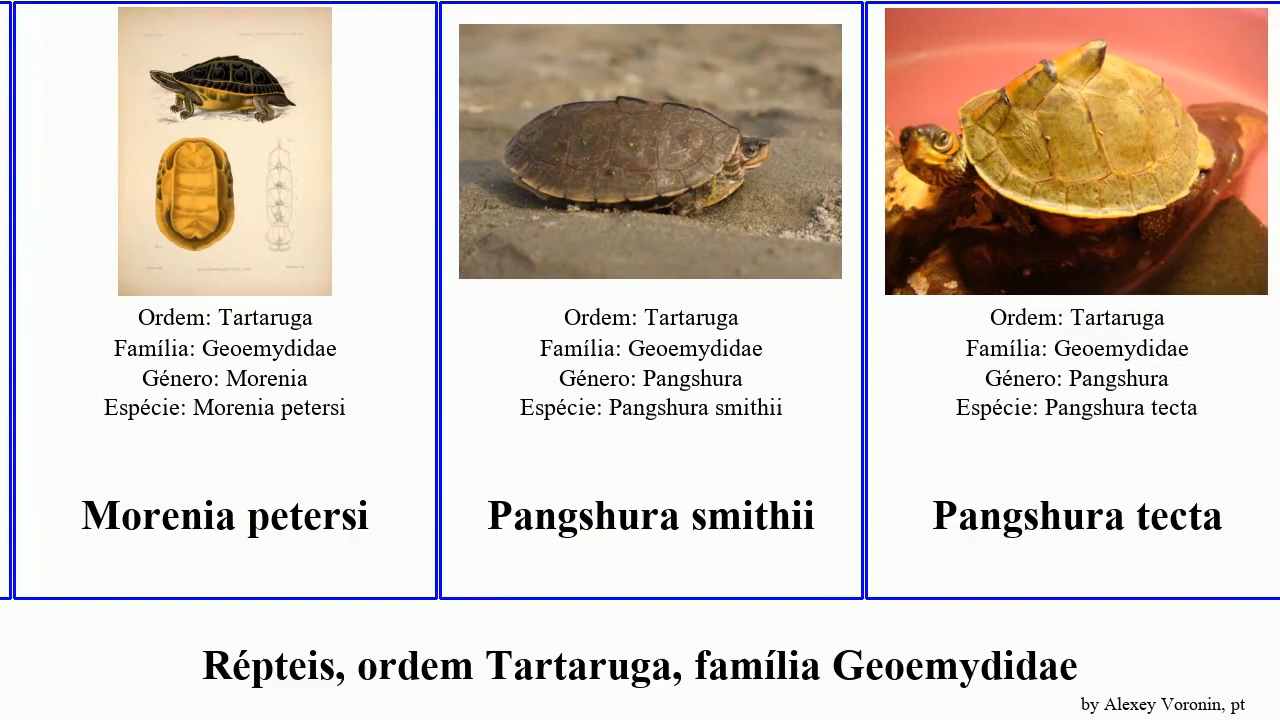 Ordem: Tartaruga
Família: Geoemydidae
Género: Morenia
Espécie: Morenia petersi
Morenia petersi
Ordem: Tartaruga
Família: Geoemydidae
Género: Pangshura
Espécie: Pangshura smithii
Pangshura smithii
Ordem: Tartaruga
Família: Geoemydidae
Género: Pangshura
Espécie: Pangshura tecta
Pangshura tecta
Répteis, ordem Tartaruga, família Geoemydidae
by Alexey Voronin, pt